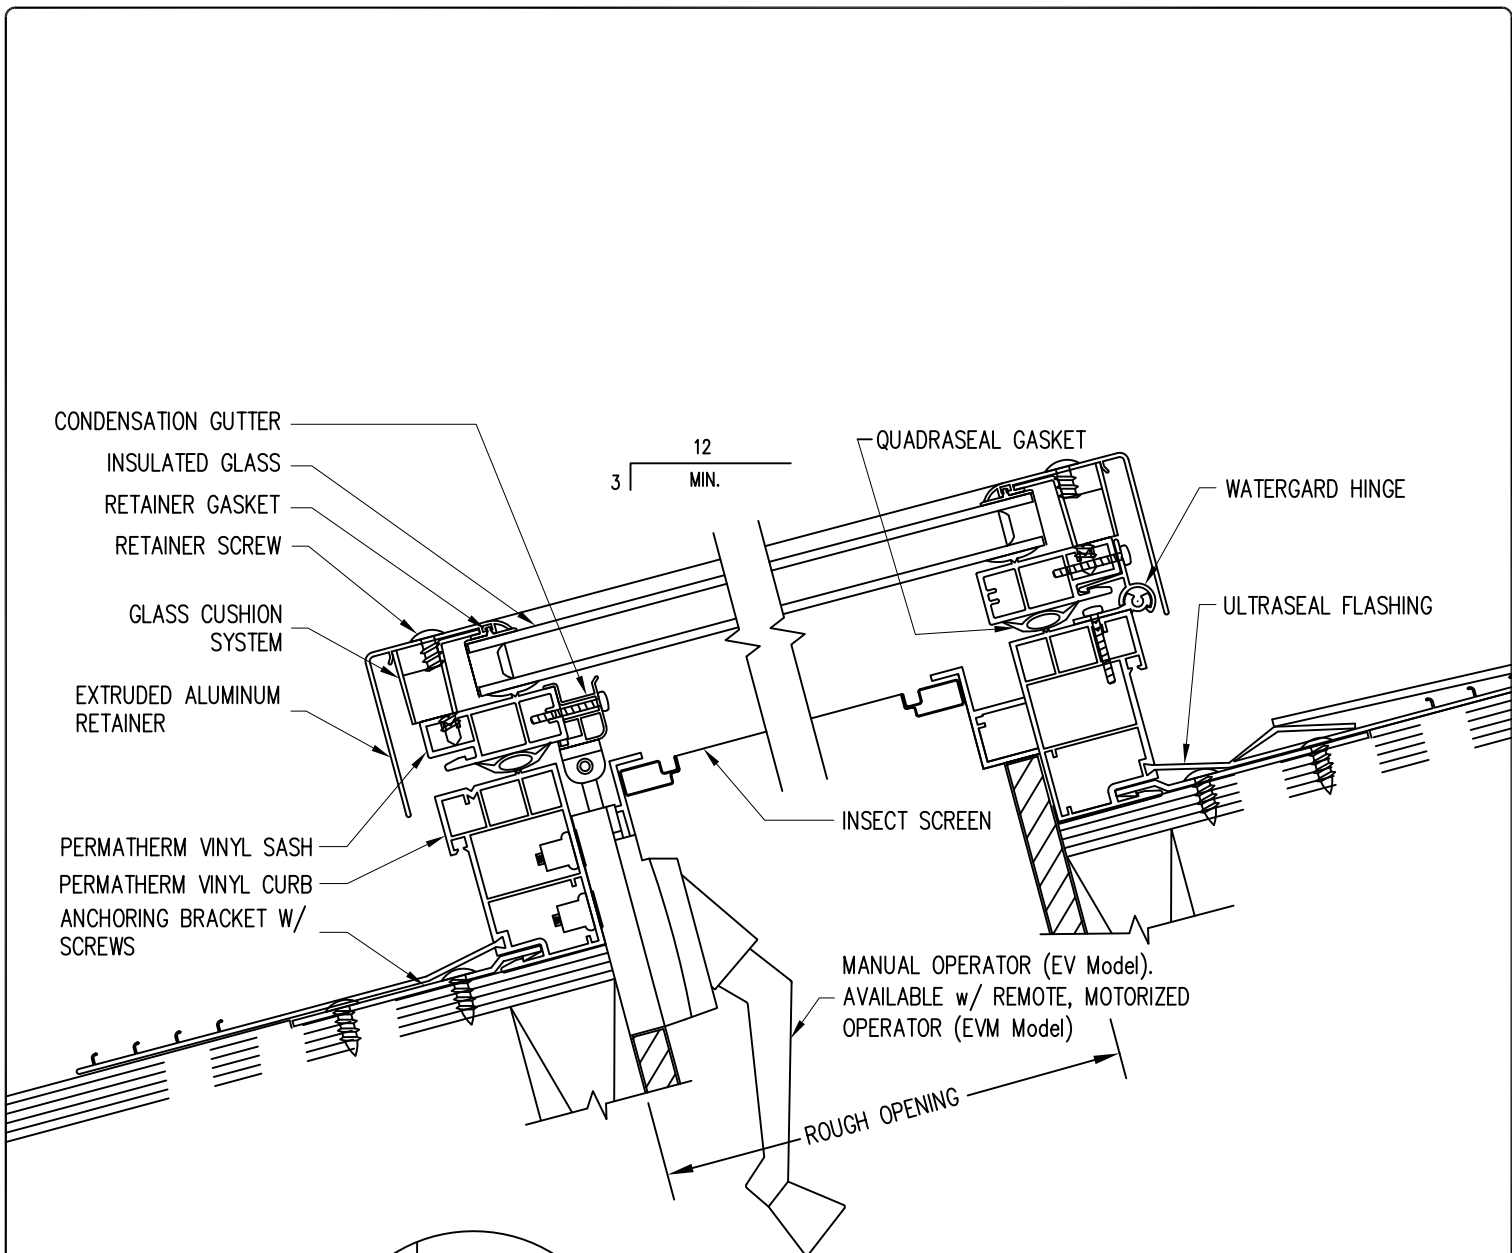 CONDENSATION GUTTER
INSULATED GLASS
RETAINER GASKET
RETAINER SCREW
GLASS CUSHION
SYSTEM
EXTRUDED ALUMINUM
RETAINER
PERMATHERM VINYL SASH
PERMATHERM VINYL CURB
ANCHORING BRACKET W/
SCREWS
12
3
MIN.
QUADRASEAL GASKET
WATERGARD HINGE
ULTRASEAL FLASHING
INSECT SCREEN
MANUAL OPERATOR (EV Model).
AVAILABLE w/ REMOTE, MOTORIZED
OPERATOR (EVM Model)
ROUGH OPENING